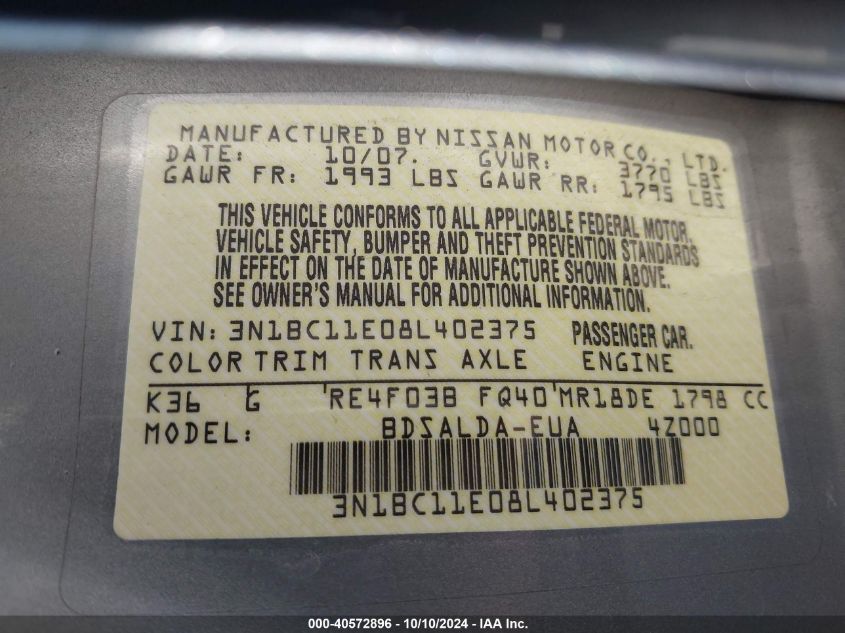 MANUFACTURED BY NISSAN MOTOR CO., LTD.
DATE: 10/07. GVWR: 3770 LBS
GAWR FR: 1993 LBS GAWR RR: 1795 LBS
THIS VEHICLE CONFORMS TO ALL APPLICABLE FEDERAL MOTOR,
VEHICLE SAFETY, BUMPER AND THEFT PREVENTION STANDARDS
IN EFFECT ON THE DATE OF MANUFACTURE SHOWN ABOVE.
SEE OWNER'S MANUAL FOR ADDITIONAL INFORMATION.
VIN: 3N1BC11E08L402375 PASSENGER CAR.
COLOR TRIM TRANS AXLE ENGINE
K36 G RE4F03B FQ40 MR18DE 1798 CC
MODEL: BDSALDA-EUA 4Z000
3N1BC11E08L402375
000-40572896 - 10/10/2024 - IAA Inc.